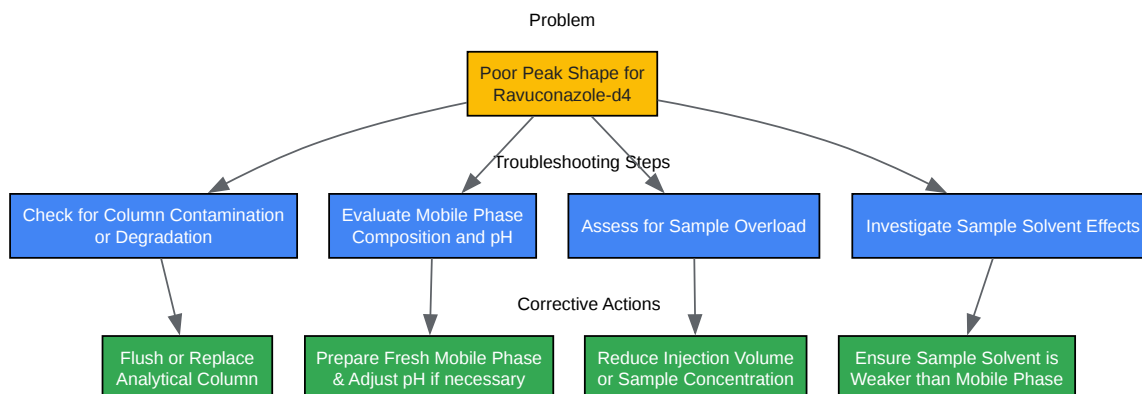 Problem
Poor Peak Shape for
Ravuconazole-d4
Troubleshooting Steps
Check for Column Contamination
or Degradation
Evaluate Mobile Phase
Composition and pH
Assess for Sample Overload
Investigate Sample Solvent Effects
Corrective Actions
Flush or Replace
Analytical Column
Prepare Fresh Mobile Phase
& Adjust pH if necessary
Reduce Injection Volume
or Sample Concentration
Ensure Sample Solvent is
Weaker than Mobile Phase